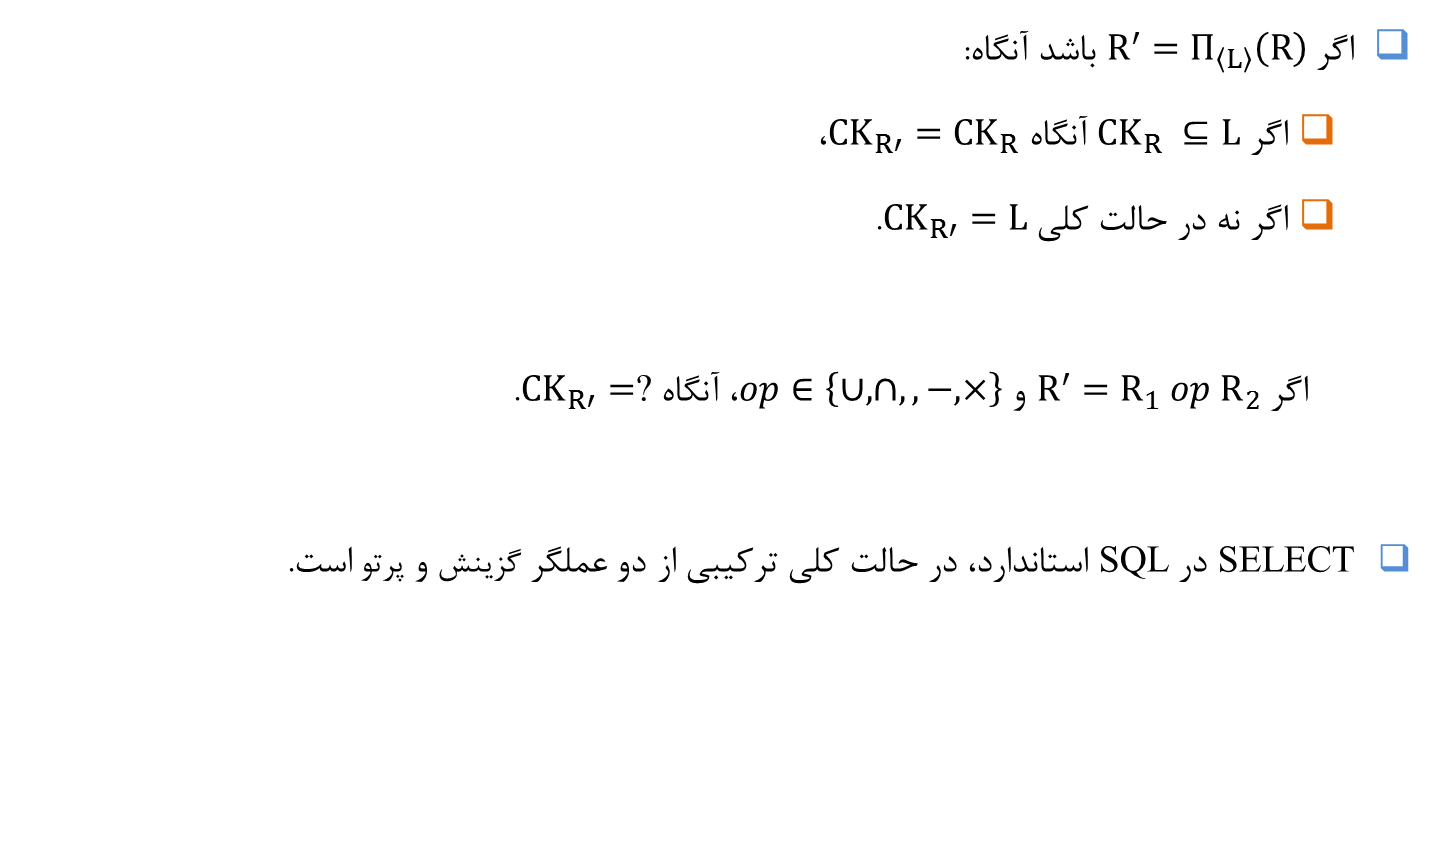 ❑ اگر R′ = Π⟨L⟩(R) باشد آنگاه:
❑ اگر CK_R ⊆ L آنگاه CK_R′ = CK_R،
❑ اگر نه در حالت کلی CK_R′ = L.
اگر R′ = R₁ op R₂ و op ∈ {∪,∩, , −,×}، آنگاه CK_R′ =?.
❑ SELECT در SQL استاندارد، در حالت کلی ترکیبی از دو عملگر گزینش و پرتو است.